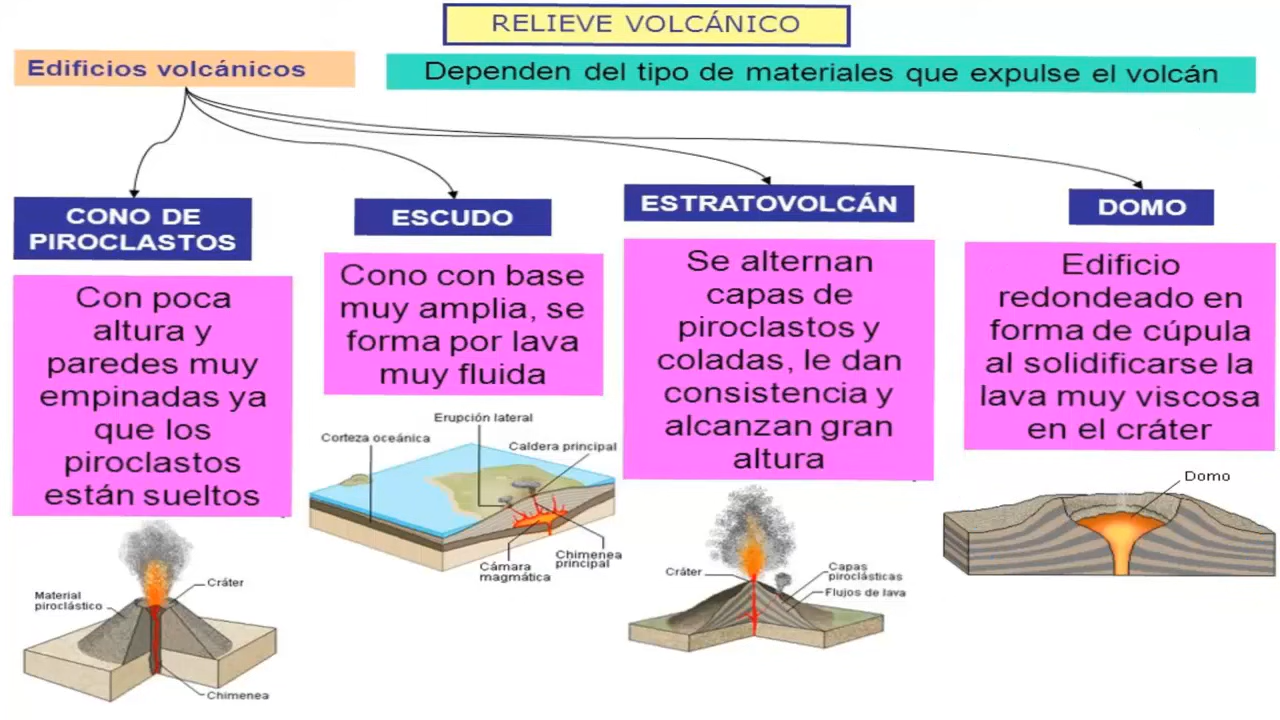 RELIEVE VOLCÁNICO
Edificios volcánicos
Dependen del tipo de materiales que expulse el volcán
CONO DE
PIROCLASTOS
Con poca
altura y
paredes muy
empinadas ya
que los
piroclastos
están sueltos
Cráter
Material
piroclástico
Chimenea
ESCUDO
Cono con base
muy amplia, se
forma por lava
muy fluida
Erupción lateral
Corteza oceánica
Caldera principal
Chimenea
principal
Cámara
magmática
ESTRATOVOLCÁN
Se alternan
capas de
piroclastos y
coladas, le dan
consistencia y
alcanzan gran
altura
Cráter
Capas
piroclásticas
Flujos de lava
DOMO
Edificio
redondeado en
forma de cúpula
al solidificarse la
lava muy viscosa
en el cráter
Domo